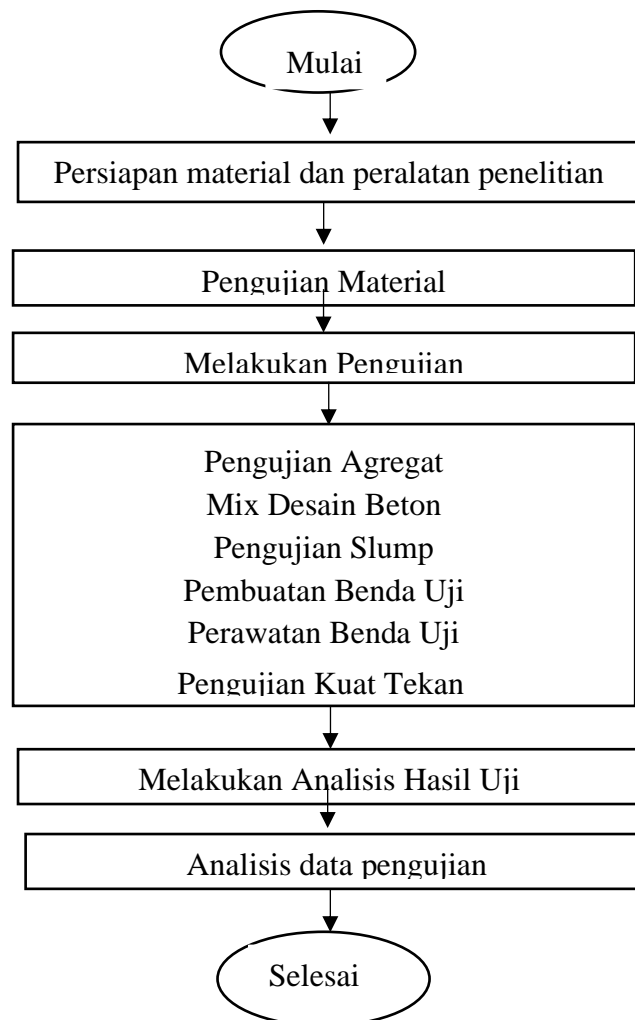 Mulai
Persiapan material dan peralatan penelitian
Pengujian Material
Melakukan Pengujian
Pengujian Agregat
Mix Desain Beton
Pengujian Slump
Pembuatan Benda Uji
Perawatan Benda Uji
Pengujian Kuat Tekan
Melakukan Analisis Hasil Uji
Analisis data pengujian
Selesai